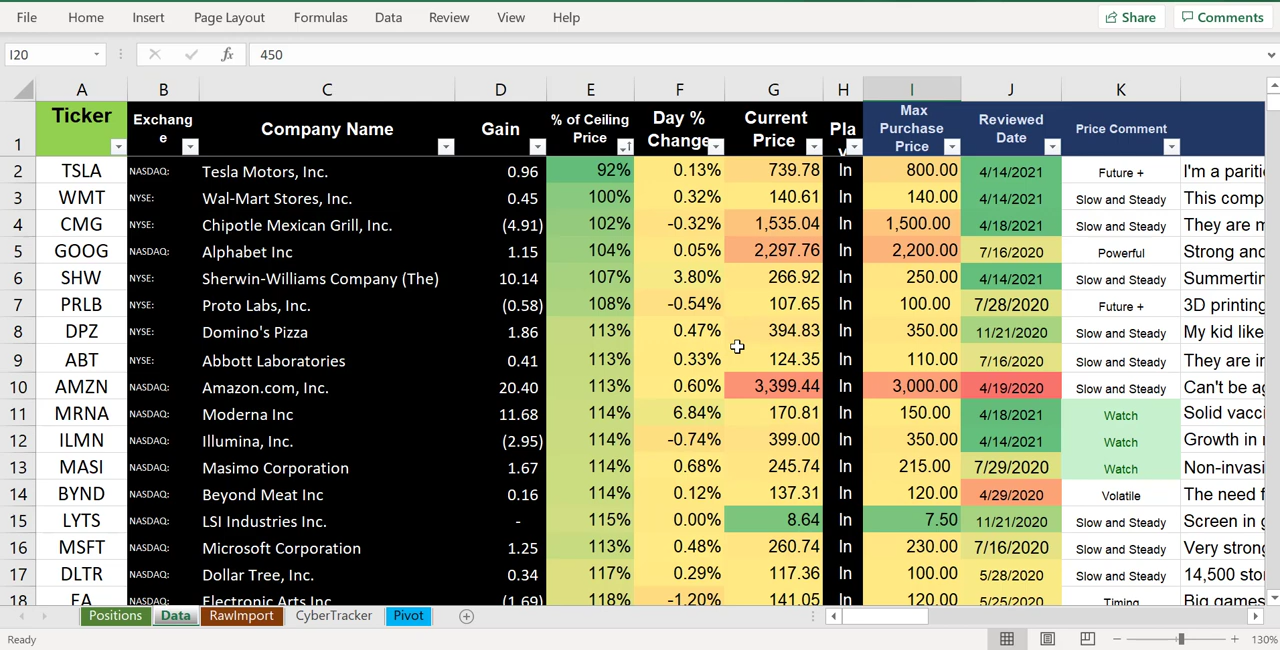 File Home Insert Page Layout Formulas Data Review View Help Share Comments
I20 fx 450
A B C D E F G H I J K
1 Ticker Exchang e Company Name Gain % of Ceiling Price Day % Change Current Price Pla Max Purchase Price Reviewed Date Price Comment
2 TSLA NASDAQ: Tesla Motors, Inc. 0.96 92% 0.13% 739.78 In 800.00 4/14/2021 Future + I'm a pariti
3 WMT NYSE: Wal-Mart Stores, Inc. 0.45 100% 0.32% 140.61 In 140.00 4/14/2021 Slow and Steady This comp
4 CMG NYSE: Chipotle Mexican Grill, Inc. (4.91) 102% -0.32% 1,535.04 In 1,500.00 4/18/2021 Slow and Steady They are m
5 GOOG NASDAQ: Alphabet Inc 1.15 104% 0.05% 2,297.76 In 2,200.00 7/16/2020 Powerful Strong and
6 SHW NYSE: Sherwin-Williams Company (The) 10.14 107% 3.80% 266.92 In 250.00 4/14/2021 Slow and Steady Summertin
7 PRLB NYSE: Proto Labs, Inc. (0.58) 108% -0.54% 107.65 In 100.00 7/28/2020 Future + 3D printing
8 DPZ NYSE: Domino's Pizza 1.86 113% 0.47% 394.83 In 350.00 11/21/2020 Slow and Steady My kid like
9 ABT NYSE: Abbott Laboratories 0.41 113% 0.33% 124.35 In 110.00 7/16/2020 Slow and Steady They are in
10 AMZN NASDAQ: Amazon.com, Inc. 20.40 113% 0.60% 3,399.44 In 3,000.00 4/19/2020 Slow and Steady Can't be ag
11 MRNA NASDAQ: Moderna Inc 11.68 114% 6.84% 170.81 In 150.00 4/18/2021 Watch Solid vacci
12 ILMN NASDAQ: Illumina, Inc. (2.95) 114% -0.74% 399.00 In 350.00 4/14/2021 Watch Growth in
13 MASI NASDAQ: Masimo Corporation 1.67 114% 0.68% 245.74 In 215.00 7/29/2020 Watch Non-invasi
14 BYND NASDAQ: Beyond Meat Inc 0.16 114% 0.12% 137.31 In 120.00 4/29/2020 Volatile The need f
15 LYTS NASDAQ: LSI Industries Inc. - 115% 0.00% 8.64 In 7.50 11/21/2020 Slow and Steady Screen in g
16 MSFT NASDAQ: Microsoft Corporation 1.25 113% 0.48% 260.74 In 230.00 7/16/2020 Slow and Steady Very strong
17 DLTR NASDAQ: Dollar Tree, Inc. 0.34 117% 0.29% 117.36 In 100.00 5/28/2020 Slow and Steady 14,500 sto
18 EA NASDAQ: Electronic Arts Inc. (1.69) 118% -1.20% 141.05 In 120.00 5/25/2020 Timing Big games
Positions Data RawImport CyberTracker Pivot
Ready 130%